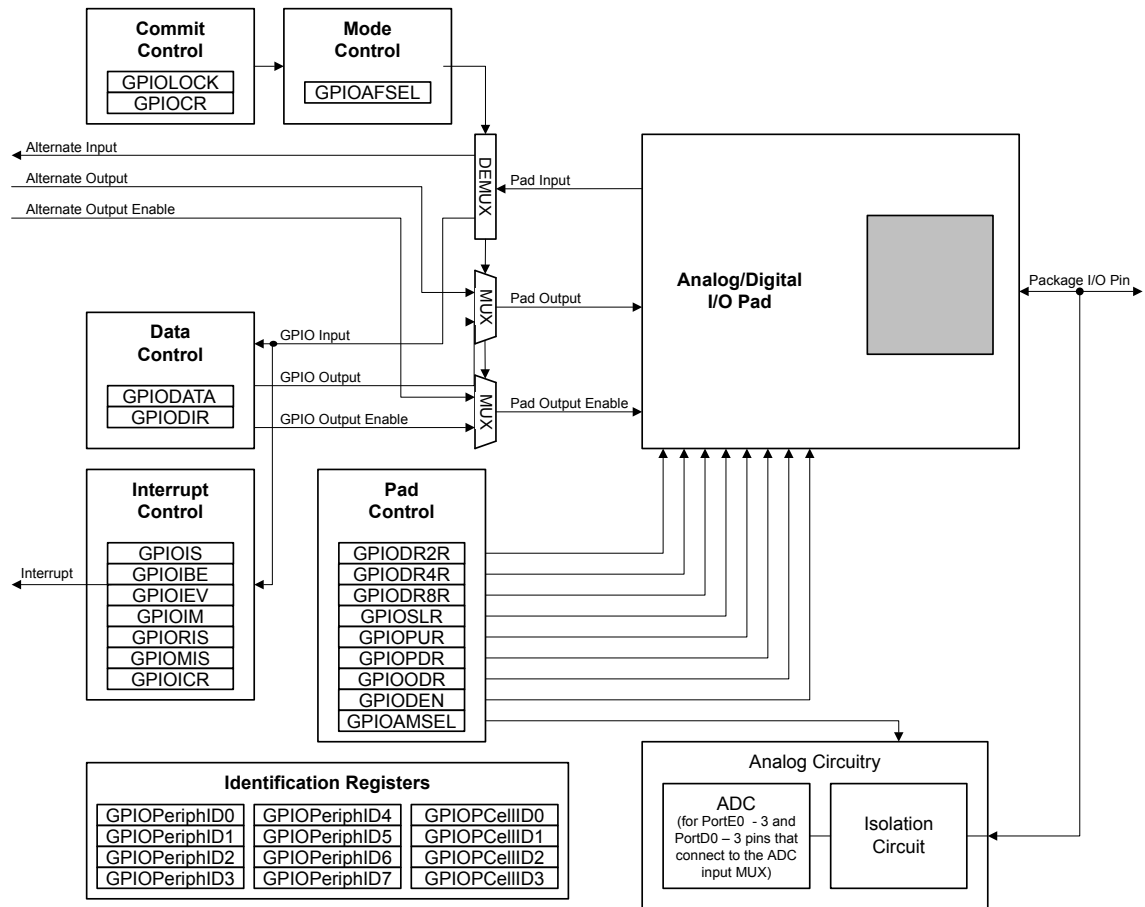 Commit
Control
GPIOLOCK
GPIOCR
Mode
Control
GPIOAFSEL
Alternate Input
Alternate Output
Alternate Output Enable
DEMUX
Pad Input
MUX
Pad Output
MUX
Pad Output Enable
Analog/Digital
I/O Pad
Package I/O Pin
Data
Control
GPIODATA
GPIODIR
GPIO Input
GPIO Output
GPIO Output Enable
Interrupt
Control
GPIOIS
GPIOIBE
GPIOIEV
GPIOIM
GPIORIS
GPIOMIS
GPIOICR
Interrupt
Pad
Control
GPIODR2R
GPIODR4R
GPIODR8R
GPIOSLR
GPIOPUR
GPIOPDR
GPIOODR
GPIODEN
GPIOAMSEL
Analog Circuitry
ADC
(for PortE0 - 3 and
PortD0 – 3 pins that
connect to the ADC
input MUX)
Isolation
Circuit
Identification Registers
GPIOPeriphID0
GPIOPeriphID1
GPIOPeriphID2
GPIOPeriphID3
GPIOPeriphID4
GPIOPeriphID5
GPIOPeriphID6
GPIOPeriphID7
GPIOPCellID0
GPIOPCellID1
GPIOPCellID2
GPIOPCellID3